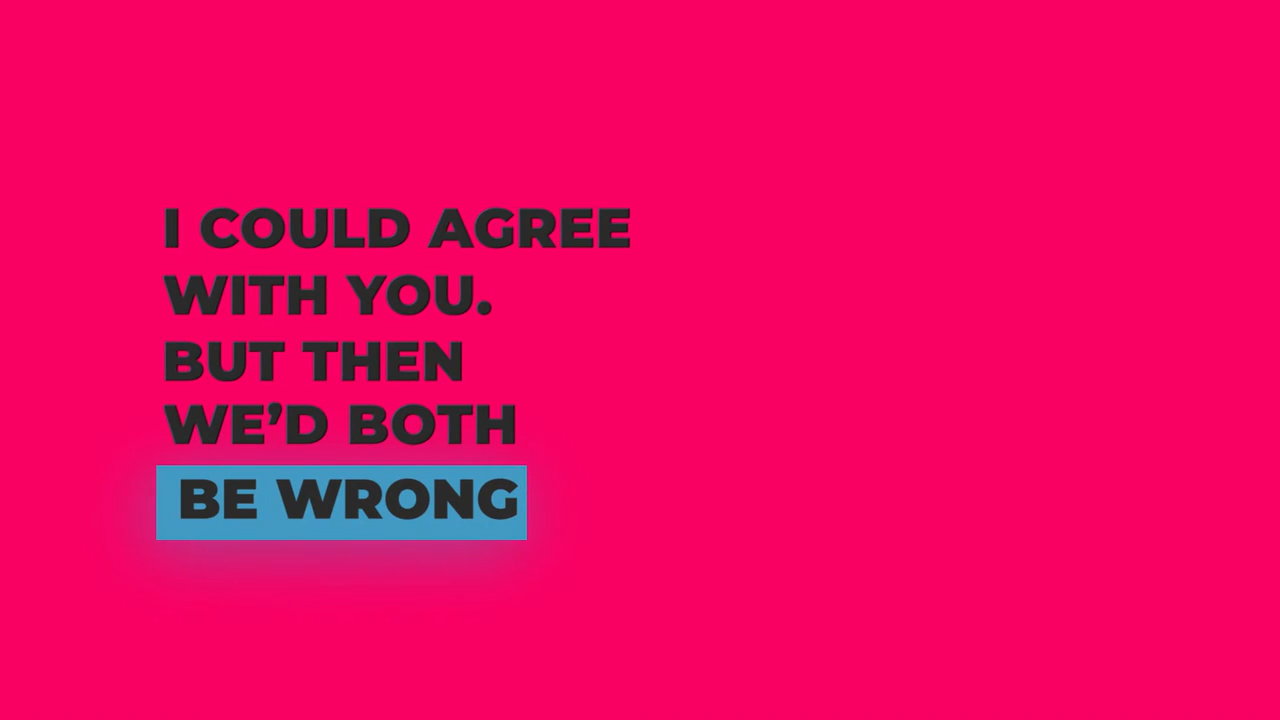 I COULD AGREE
WITH YOU.
BUT THEN
WE’D BOTH
BE WRONG